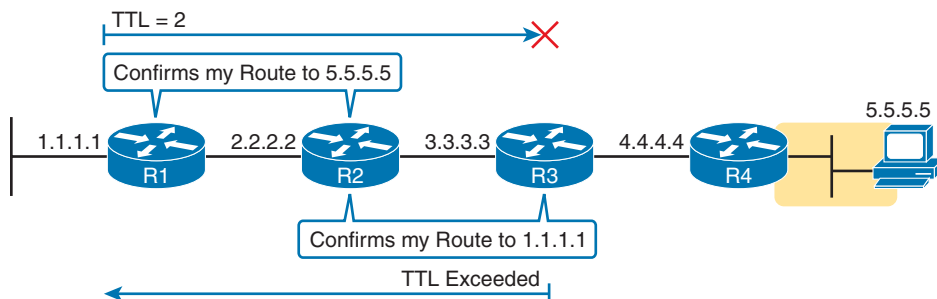 TTL = 2
Confirms my Route to 5.5.5.5
5.5.5.5
1.1.1.1
2.2.2.2
3.3.3.3
4.4.4.4
R1
R2
R3
R4
Confirms my Route to 1.1.1.1
TTL Exceeded